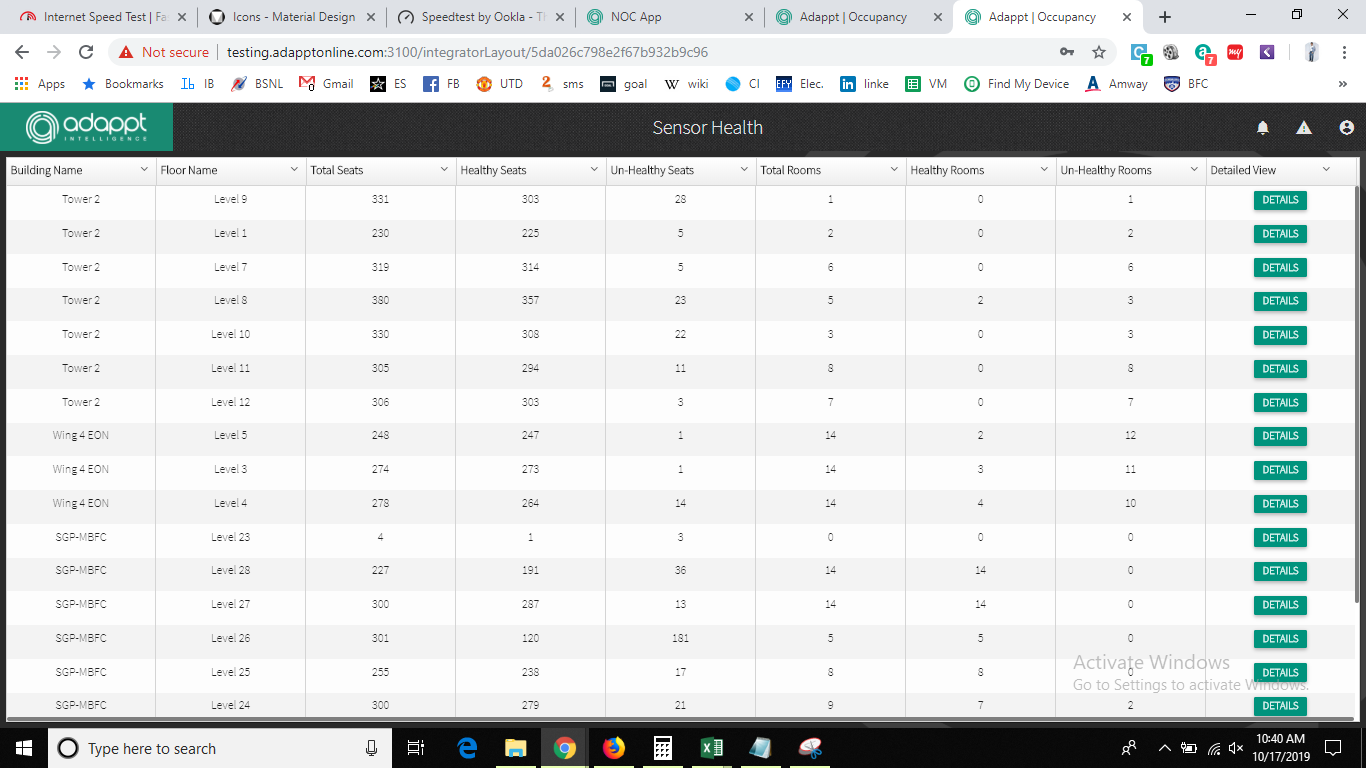 Internet Speed Test | Fa
Icons - Material Design
Speedtest by Ookla - Th
NOC App
Adappt | Occupancy
Adappt | Occupancy
Not secure | testing.adapptonline.com:3100/integratorLayout/5da026c798e2f67b932b9c96
Apps Bookmarks IB BSNL Gmail ES FB UTD sms goal wiki CI Elec. linke VM Find My Device Amway BFC »
adappt
INTELLIGENCE
Sensor Health
Building Name Floor Name Total Seats Healthy Seats Un-Healthy Seats Total Rooms Healthy Rooms Un-Healthy Rooms Detailed View
Tower 2 Level 9 331 303 28 1 0 1 DETAILS
Tower 2 Level 1 230 225 5 2 0 2 DETAILS
Tower 2 Level 7 319 314 5 6 0 6 DETAILS
Tower 2 Level 8 380 357 23 5 2 3 DETAILS
Tower 2 Level 10 330 308 22 3 0 3 DETAILS
Tower 2 Level 11 305 294 11 8 0 8 DETAILS
Tower 2 Level 12 306 303 3 7 0 7 DETAILS
Wing 4 EON Level 5 248 247 1 14 2 12 DETAILS
Wing 4 EON Level 3 274 273 1 14 3 11 DETAILS
Wing 4 EON Level 4 278 264 14 14 4 10 DETAILS
SGP-MBFC Level 23 4 1 3 0 0 0 DETAILS
SGP-MBFC Level 28 227 191 36 14 14 0 DETAILS
SGP-MBFC Level 27 300 287 13 14 14 0 DETAILS
SGP-MBFC Level 26 301 120 181 5 5 0 DETAILS
SGP-MBFC Level 25 255 238 17 8 8 0 DETAILS
SGP-MBFC Level 24 300 279 21 9 7 2 DETAILS
Activate Windows
Go to Settings to activate Windows.
Type here to search
10:40 AM
10/17/2019